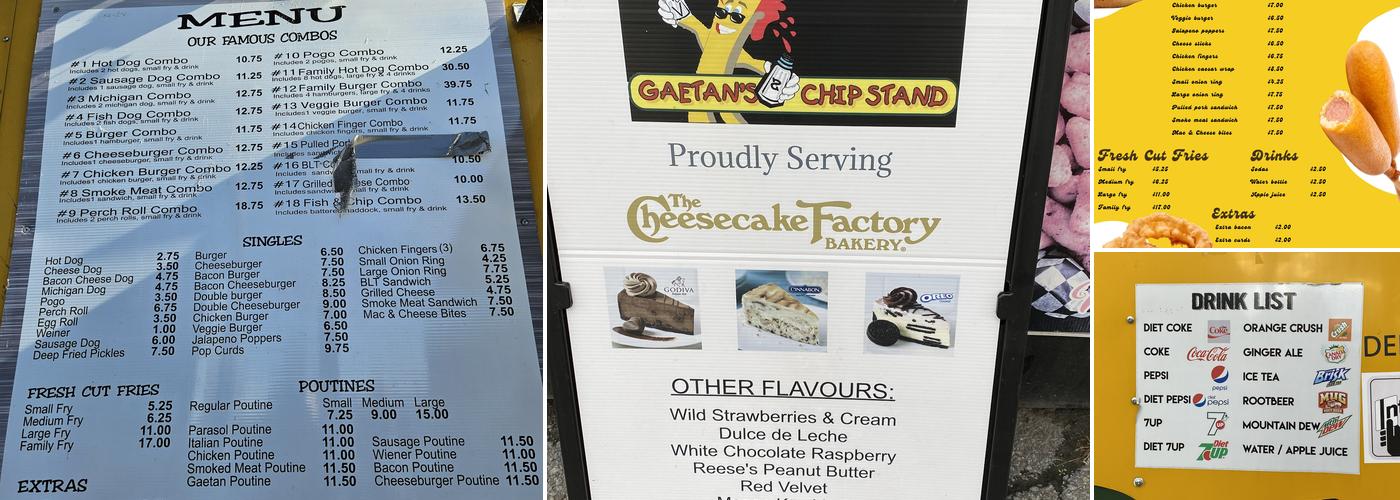 MENU
OUR FAMOUS COMBOS
#1 Hot Dog Combo 10.75
Includes 2 hot dogs, small fry & drink
#2 Sausage Dog Combo 11.25
Includes 1 sausage dog, small fry & drink
#3 Michigan Combo 12.75
Includes 2 michigan dog, small fry & drink
#4 Fish Dog Combo 12.75
Includes 2 fish dogs, small fry & drink
#5 Burger Combo 11.75
Includes1 hamburger, small fry & drink
#6 Cheeseburger Combo 12.75
Includes1 cheeseburger, small fry & drink
#7 Chicken Burger Combo 12.25
Includes1 chicken burger, small fry & drink
#8 Smoke Meat Combo 12.75
Includes 1 smoke meat, small fry & drink
#9 Perch Roll Combo 18.75
Includes 2 perch rolls, small fry & drink
#10 Pogo Combo 12.25
Includes 2 pogos, small fry & drink
#11 Family Hot Dog Combo 30.50
Includes 8 hot dogs, large fry & 4 drinks
#12 Family Burger Combo 39.75
Includes 4 hamburgers, large fry & 4 drinks
#13 Veggie Burger Combo 11.75
Includes1 veggie burger, small fry & drink
#14 Chicken Finger Combo 11.75
Includes chicken fingers, small fry & drink
#15 Pulled
#16 BLT 10.50
#17 Grilled Combo 10.00
#18 Fish & Chip Combo 13.50
Includes haddock, small fry & drink
SINGLES
Hot Dog 2.75
Cheese Dog 3.50
Bacon Cheese Dog 4.75
Michigan Dog 4.75
Pogo 3.50
Perch Roll 6.75
Egg Roll 3.50
Weiner 1.00
Sausage Dog 6.00
Deep Fried Pickles 7.50
Burger 6.50
Cheeseburger 7.50
Bacon Burger 7.50
Bacon Cheeseburger 8.25
Double burger 8.50
Double Cheeseburger 9.00
Chicken Burger 7.00
Veggie Burger 6.50
Jalapeno Poppers 7.50
Pop Curds 9.75
Chicken Fingers (3) 6.75
Small Onion Ring 4.25
Large Onion Ring 7.75
BLT Sandwich 5.25
Grilled Cheese 4.75
Smoke Meat Sandwich 7.50
Mac & Cheese Bites 7.50
FRESH CUT FRIES
Small Fry 5.25
Medium Fry 6.25
Large Fry 11.00
Family Fry 17.00
EXTRAS
POUTINES
Small Medium Large
Regular Poutine 7.25 9.00 15.00
Parasol Poutine 11.00
Italian Poutine 11.00
Chicken Poutine 11.00
Smoked Meat Poutine 11.50
Gaetan Poutine 11.50
Sausage Poutine 11.50
Wiener Poutine 11.00
Bacon Poutine 11.50
Cheeseburger Poutine 11.50
GAETAN'S CHIP STAND
Proudly Serving
The
Cheesecake Factory
BAKERY®
GODIVA
CINNABON
OREO
OTHER FLAVOURS:
Wild Strawberries & Cream
Dulce de Leche
White Chocolate Raspberry
Reese's Peanut Butter
Red Velvet
Chicken burger $7.00
Veggie burger $6.50
Jalapeno poppers $7.50
Cheese sticks $6.50
Chicken fingers $6.75
Chicken caesar wrap $8.50
Small onion ring $4.25
Large onion ring $7.75
Pulled pork sandwich $7.50
Smoke meat sandwich $7.50
Mac & Cheese bites $7.50
Fresh Cut Fries
Small fry $5.25
Medium fry $6.25
Large fry $11.00
Family fry $17.00
Drinks
Sodas $2.50
Water bottle $2.50
Apple juice $2.50
Extras
Extra bacon $2.00
Extra curds $2.00
DRINK LIST
DIET COKE Coke
COKE Coca-Cola
PEPSI pepsi
DIET PEPSI diet pepsi
7UP 7UP
DIET 7UP Diet 7up
ORANGE CRUSH Crush
GINGER ALE CANADA DRY
ICE TEA Brisk
ROOTBEER MUG
MOUNTAIN DEW
WATER / APPLE JUICE
DE
In